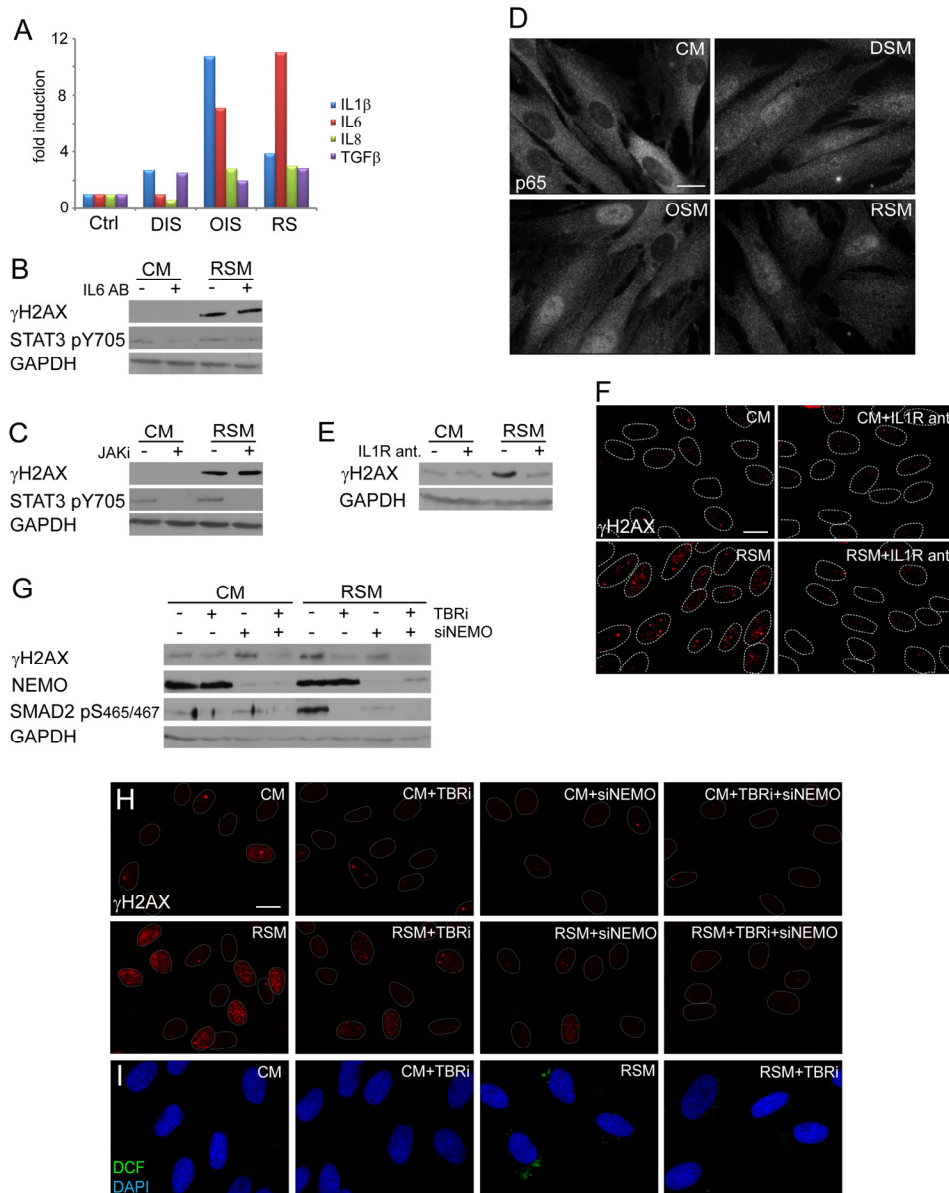 A
12
8
4
0
fold induction
IL1β
IL6
IL8
TGFβ
Ctrl DIS OIS RS
B
CM RSM
IL6 AB - + - +
γH2AX
STAT3 pY705
GAPDH
C
CM RSM
JAKi - + - +
γH2AX
STAT3 pY705
GAPDH
D
CM
DSM
p65
OSM
RSM
E
CM RSM
IL1R ant. - + - +
γH2AX
GAPDH
F
CM
CM+IL1R ant
γH2AX
RSM
RSM+IL1R ant
G
CM RSM
- + - + - + - + TBRi
- - + + - - + + siNEMO
γH2AX
NEMO
SMAD2 pS465/467
GAPDH
H
CM
CM+TBRi
CM+siNEMO
CM+TBRi+siNEMO
γH2AX
RSM
RSM+TBRi
RSM+siNEMO
RSM+TBRi+siNEMO
I
CM
CM+TBRi
RSM
RSM+TBRi
DCF
DAPI